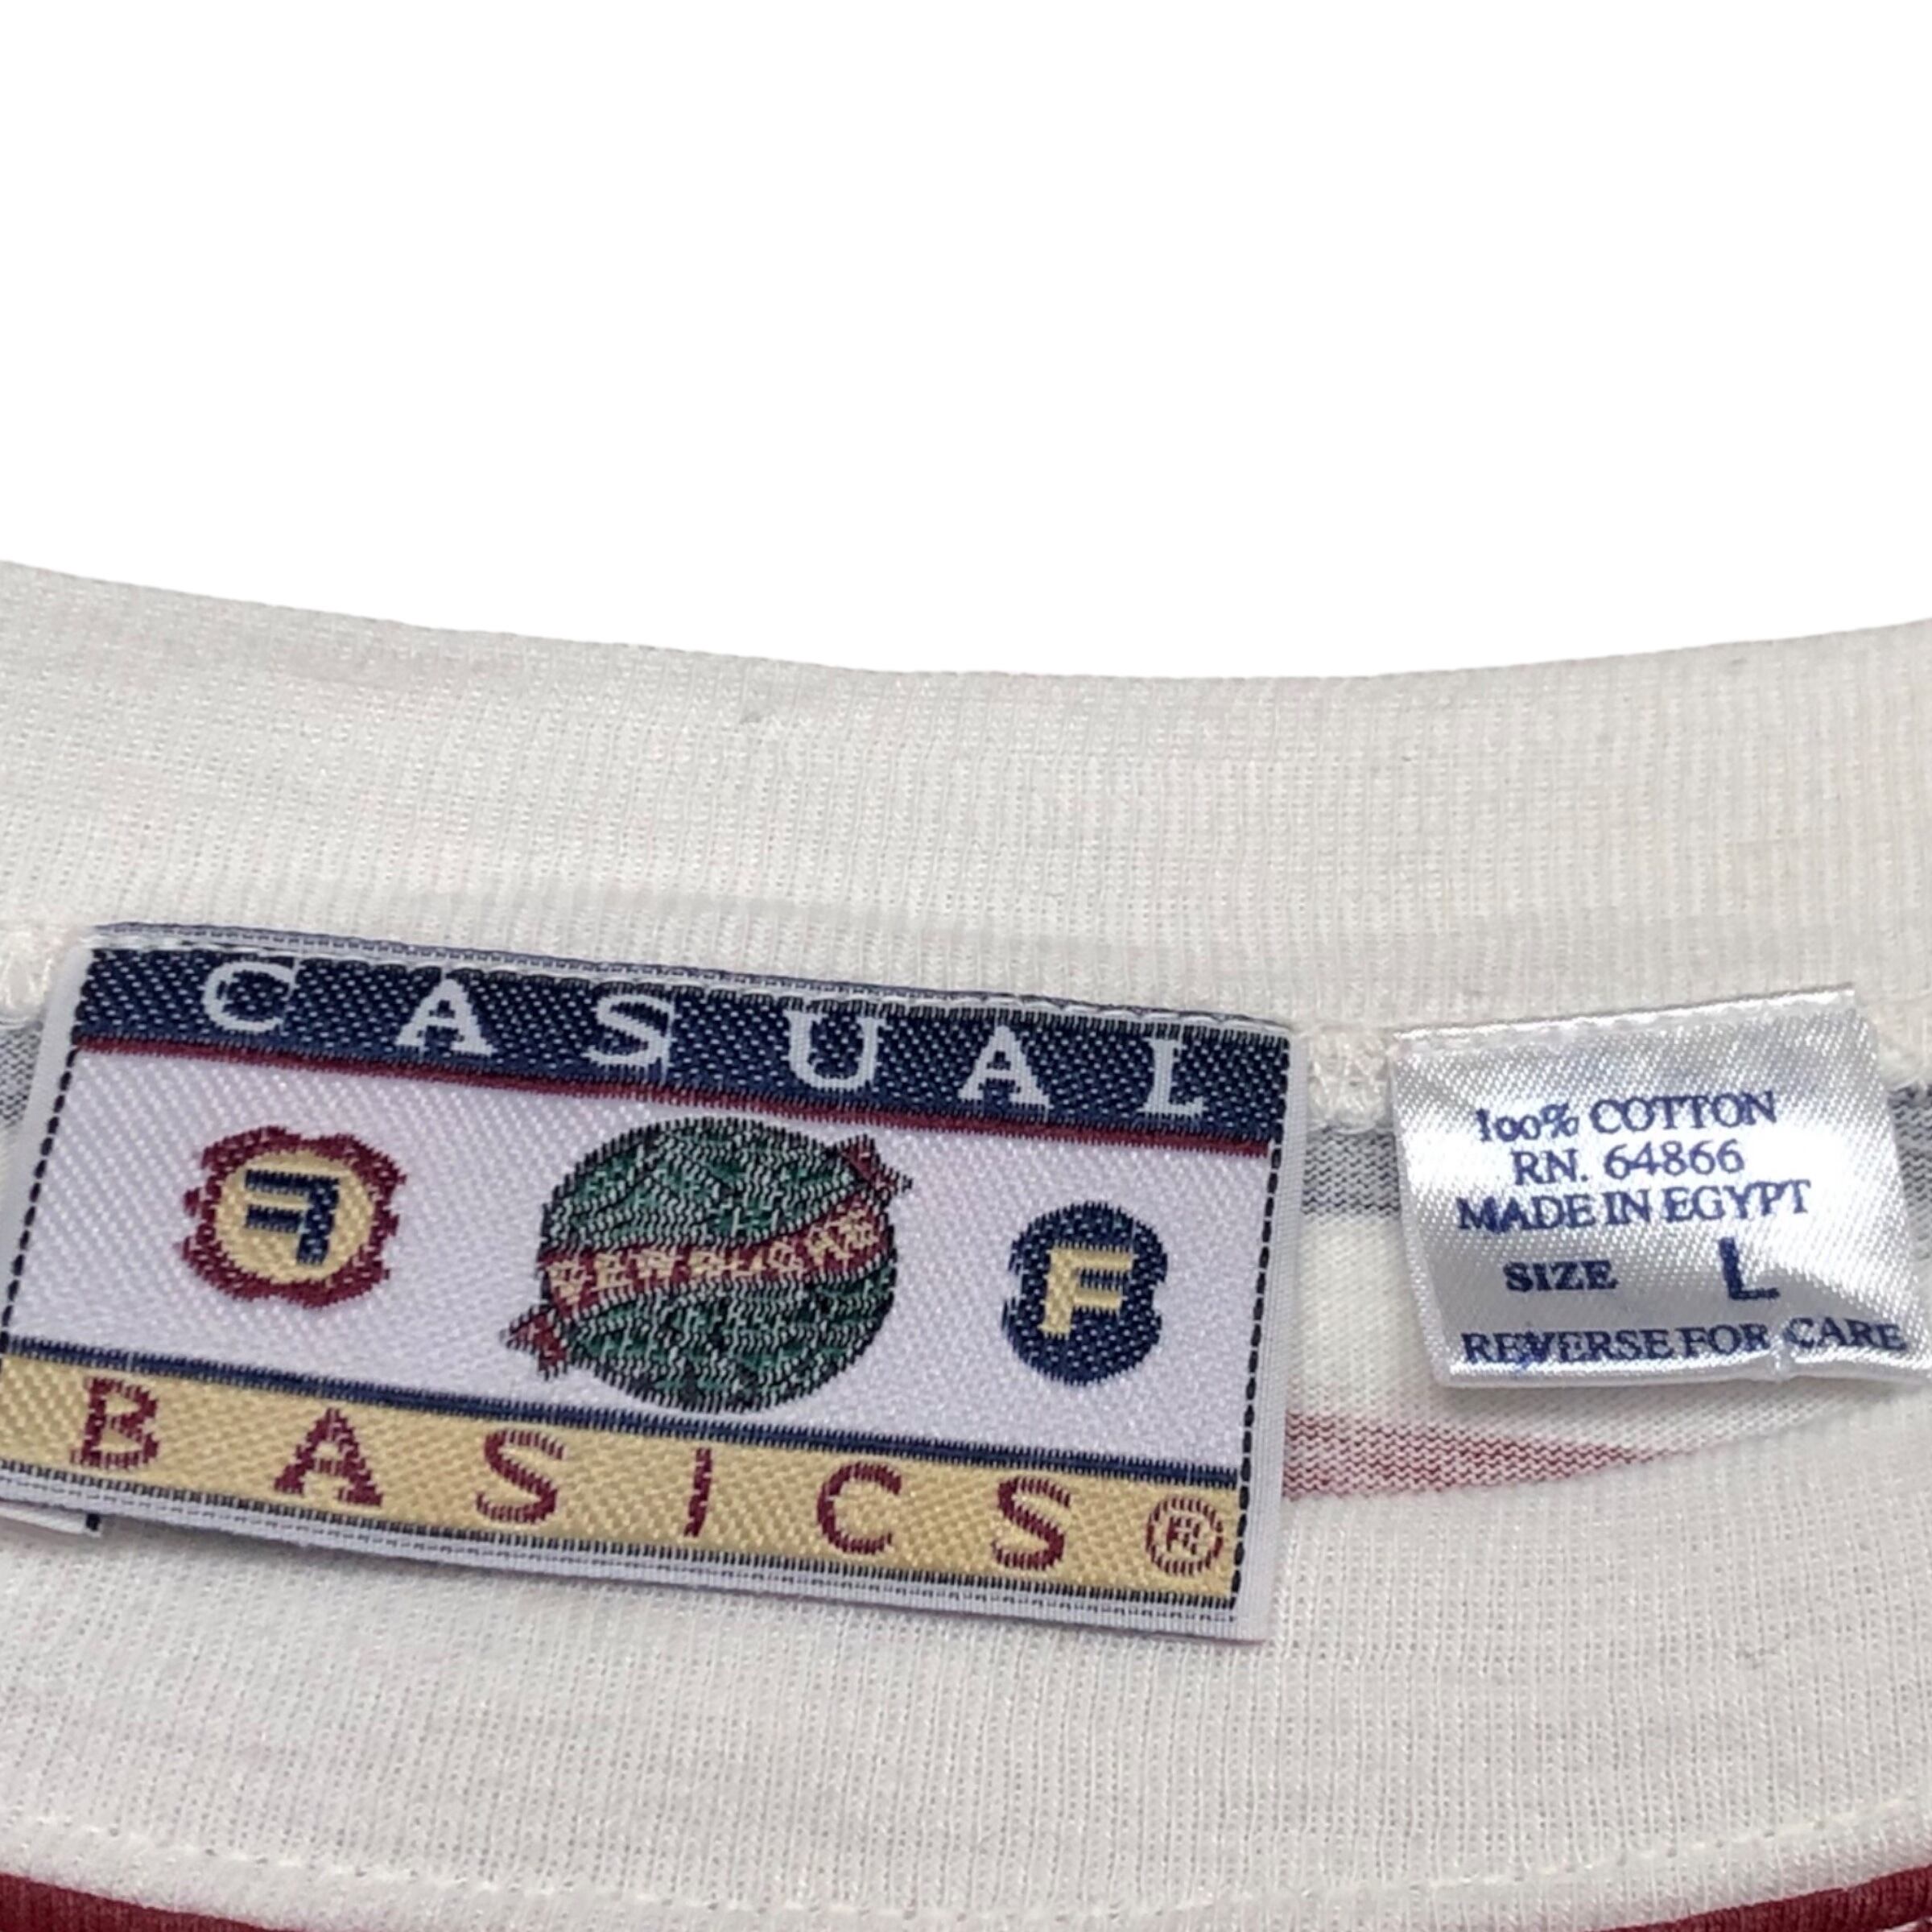 CASUAL
F
F
BASICS®
100% COTTON
RN. 64866
MADE IN EGYPT
SIZE L
REVERSE FOR CARE